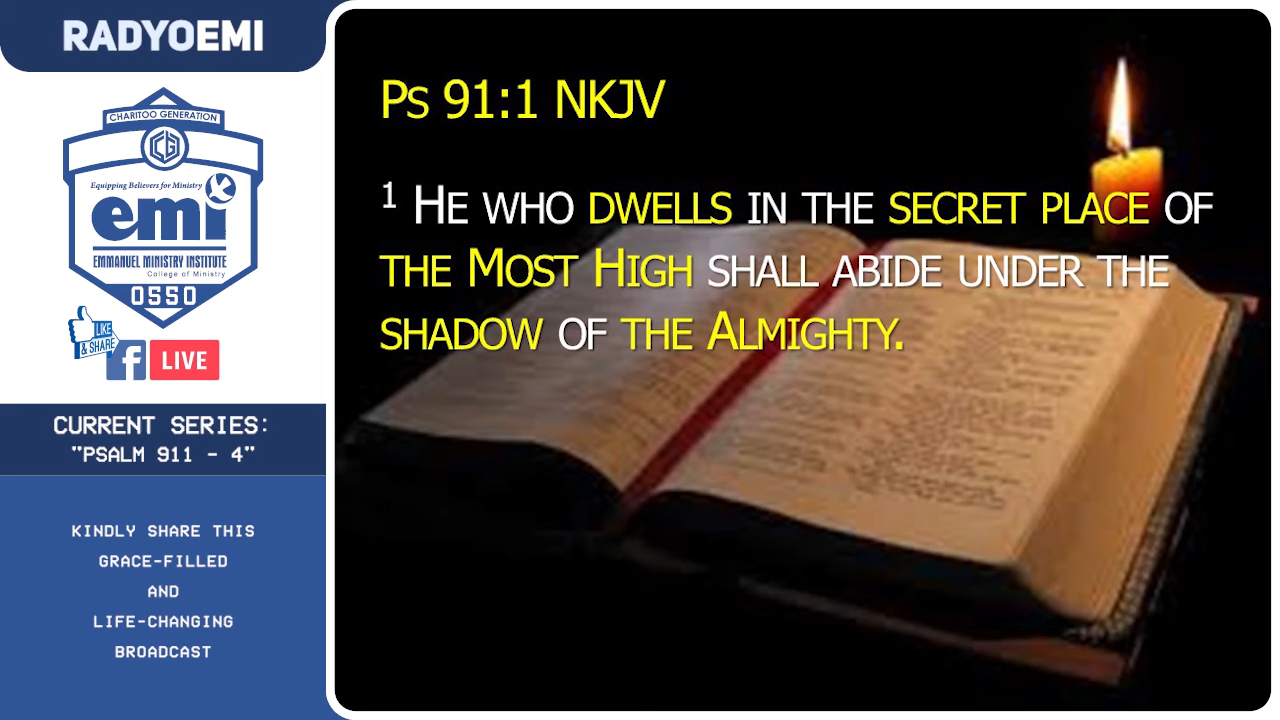 RADYOEMI
CHARITOO GENERATION
CG
Equipping Believers for Ministry
emi
EMMANUEL MINISTRY INSTITUTE
College of Ministry
0550
LIKE
& SHARE
f LIVE
CURRENT SERIES:
"PSALM 911 - 4"
KINDLY SHARE THIS
GRACE-FILLED
AND
LIFE-CHANGING
BROADCAST
Ps 91:1 NKJV
1 He who dwells in the secret place of
the Most High shall abide under the
shadow of the Almighty.